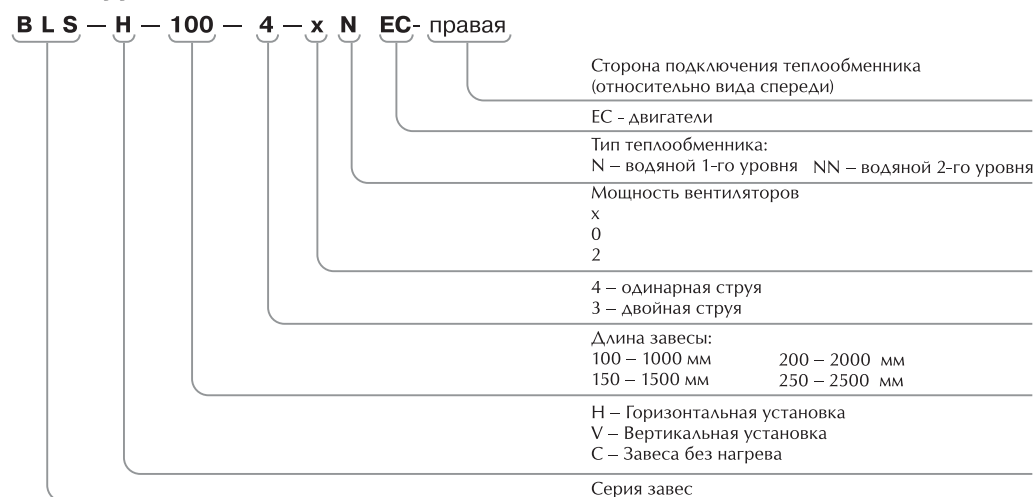 B L S – H – 100 – 4 – x N EC- правая
Сторона подключения теплообменника
(относительно вида спереди)
EC - двигатели
Тип теплообменника:
N – водяной 1-го уровня NN – водяной 2-го уровня
Мощность вентиляторов
x
0
2
4 – одинарная струя
3 – двойная струя
Длина завесы:
100 – 1000 мм 200 – 2000 мм
150 – 1500 мм 250 – 2500 мм
H – Горизонтальная установка
V – Вертикальная установка
C – Завеса без нагрева
Серия завес